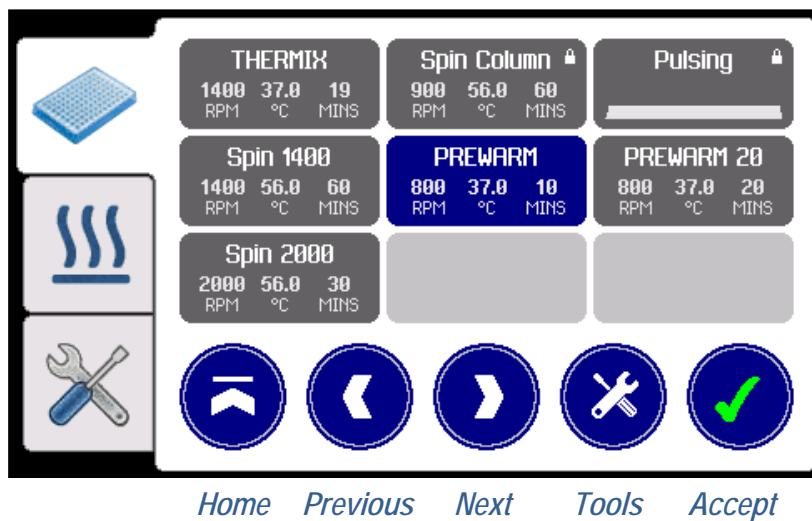 THERMIX
1400 37.0 19
RPM °C MINS
Spin Column
900 56.0 60
RPM °C MINS
Pulsing
Spin 1400
1400 56.0 60
RPM °C MINS
PREWARM
800 37.0 10
RPM °C MINS
PREWARM 20
800 37.0 20
RPM °C MINS
Spin 2000
2000 56.0 30
RPM °C MINS
Home Previous Next Tools Accept